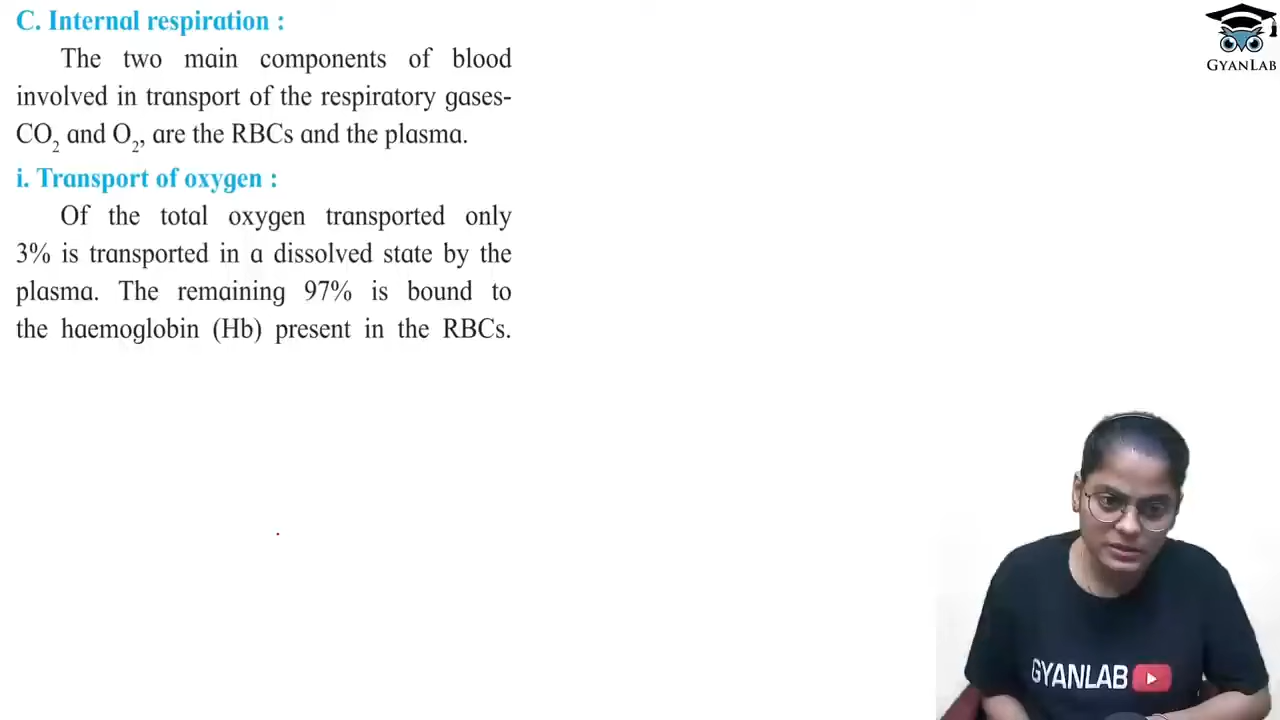 C. Internal respiration :
The two main components of blood
involved in transport of the respiratory gases-
CO₂ and O₂, are the RBCs and the plasma.
i. Transport of oxygen :
Of the total oxygen transported only
3% is transported in a dissolved state by the
plasma. The remaining 97% is bound to
the haemoglobin (Hb) present in the RBCs.
GYANLAB
GYANLAB